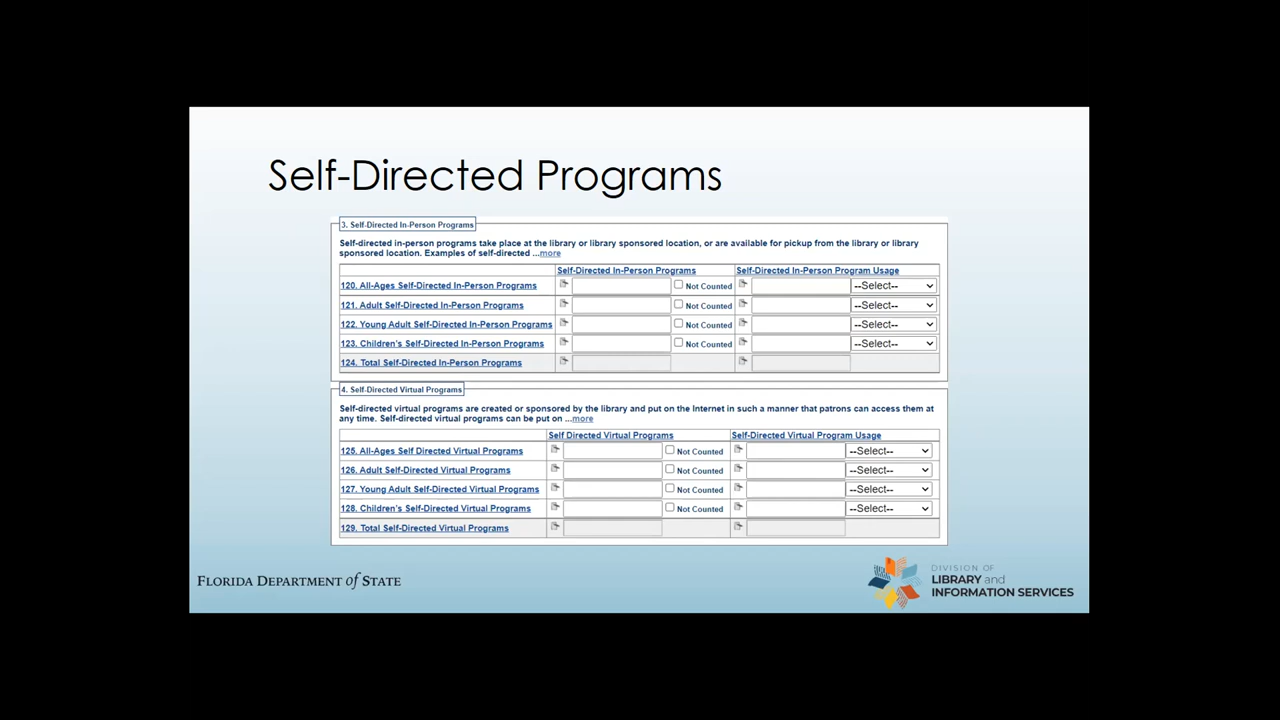 Self-Directed Programs
3. Self-Directed In-Person Programs
Self-directed in-person programs take place at the library or library sponsored location, or are available for pickup from the library or library
sponsored location. Examples of self-directed ...more
Self-Directed In-Person Programs Self-Directed In-Person Program Usage
120. All-Ages Self-Directed In-Person Programs Not Counted --Select--
121. Adult Self-Directed In-Person Programs Not Counted --Select--
122. Young Adult Self-Directed In-Person Programs Not Counted --Select--
123. Children's Self-Directed In-Person Programs Not Counted --Select--
124. Total Self-Directed In-Person Programs
4. Self-Directed Virtual Programs
Self-directed virtual programs are created or sponsored by the library and put on the Internet in such a manner that patrons can access them at
any time. Self-directed virtual programs can be put on ...more
Self Directed Virtual Programs Self-Directed Virtual Program Usage
125. All-Ages Self Directed Virtual Programs Not Counted --Select--
126. Adult Self-Directed Virtual Programs Not Counted --Select--
127. Young Adult Self-Directed Virtual Programs Not Counted --Select--
128. Children's Self-Directed Virtual Programs Not Counted --Select--
129. Total Self-Directed Virtual Programs
FLORIDA DEPARTMENT of STATE
DIVISION OF
LIBRARY and
INFORMATION SERVICES